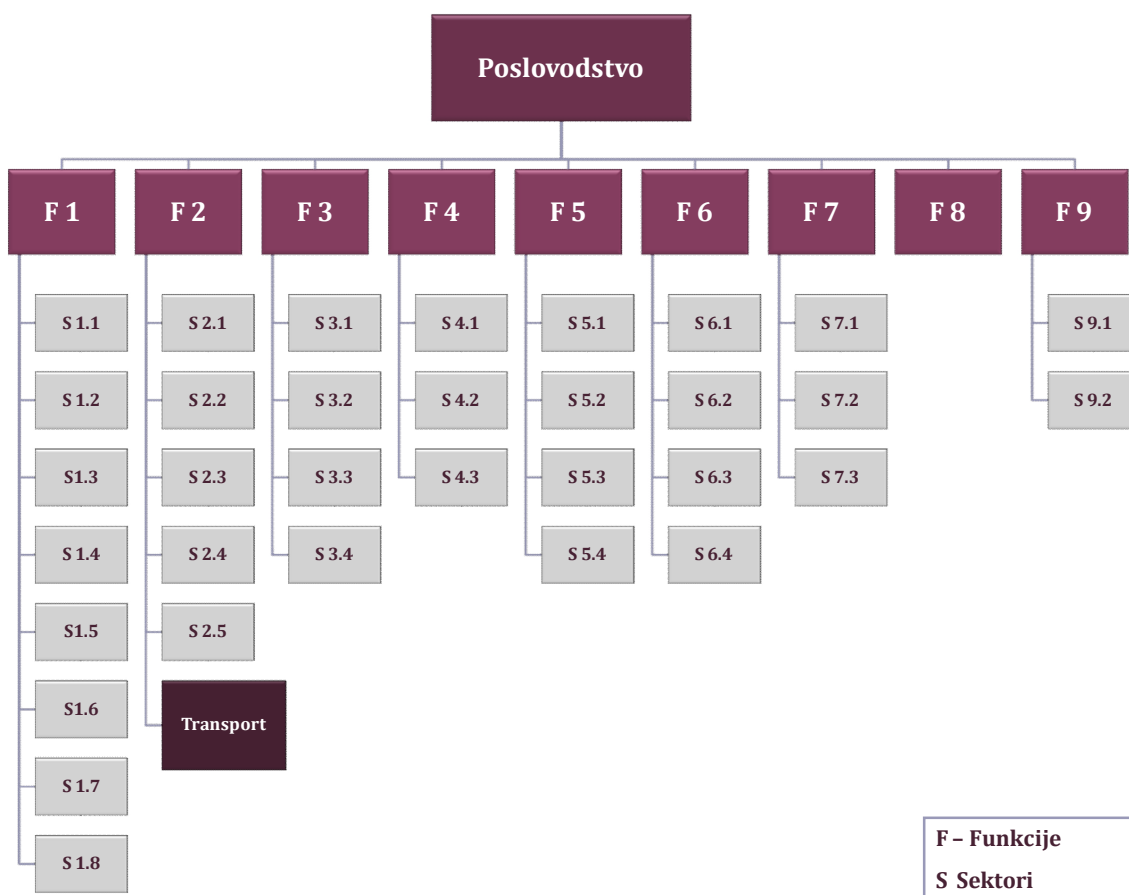 Poslovodstvo
F 1
F 2
F 3
F 4
F 5
F 6
F 7
F 8
F 9
S 1.1
S 2.1
S 3.1
S 4.1
S 5.1
S 6.1
S 7.1
S 9.1
S 1.2
S 2.2
S 3.2
S 4.2
S 5.2
S 6.2
S 7.2
S 9.2
S1.3
S 2.3
S 3.3
S 4.3
S 5.3
S 6.3
S 7.3
S 1.4
S 2.4
S 3.4
S 5.4
S 6.4
S1.5
S 2.5
S1.6
Transport
S 1.7
S 1.8
F – Funkcije
S Sektori